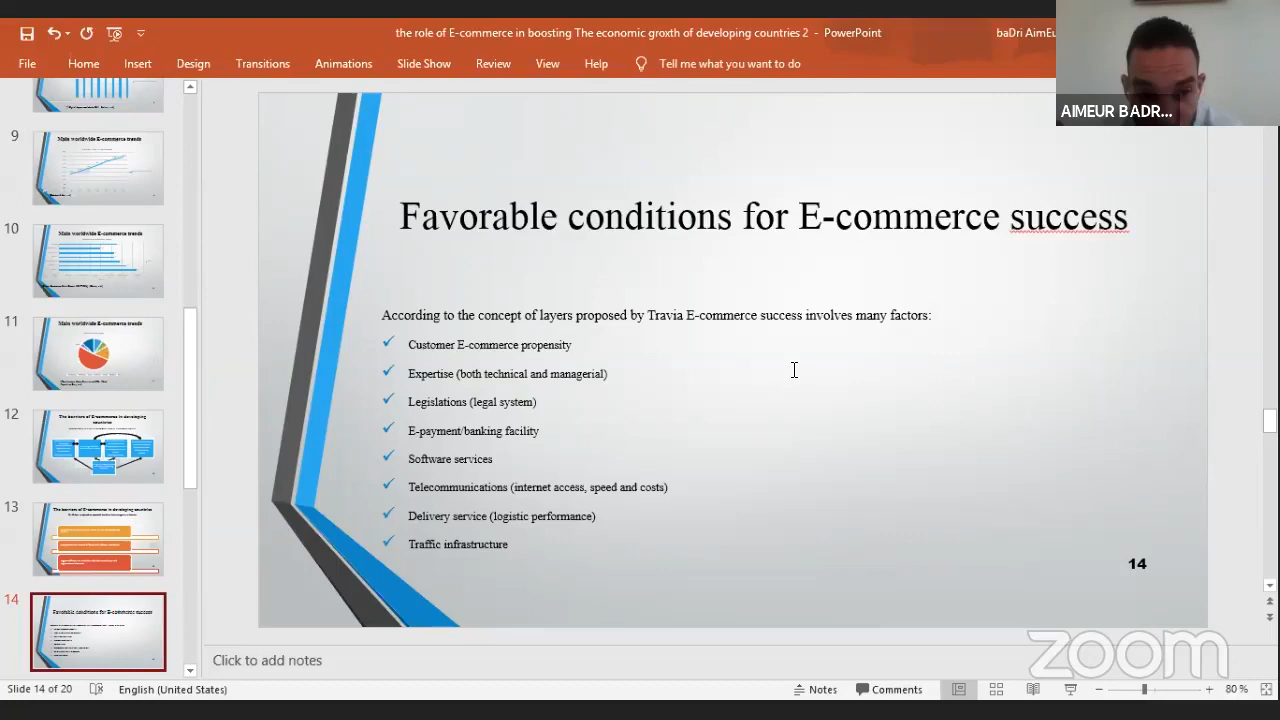 the role of E-commerce in boosting The economic groxth of developing countries 2 - PowerPoint
baDri AimEu
File Home Insert Design Transitions Animations Slide Show Review View Help Tell me what you want to do
AIMEUR BADR...
9
Main worldwide E-commerce trends
10
Main worldwide E-commerce trends
11
Main worldwide E-commerce trends
12
The barriers of E-commerce in developing countries
13
The barriers of E-commerce in developing countries
14
Favorable conditions for E-commerce success
Favorable conditions for E-commerce success
According to the concept of layers proposed by Travia E-commerce success involves many factors:
✓ Customer E-commerce propensity
✓ Expertise (both technical and managerial)
✓ Legislations (legal system)
✓ E-payment/banking facility
✓ Software services
✓ Telecommunications (internet access, speed and costs)
✓ Delivery service (logistic performance)
✓ Traffic infrastructure
14
Click to add notes
zoom
Slide 14 of 20 English (United States) Notes Comments 80 %